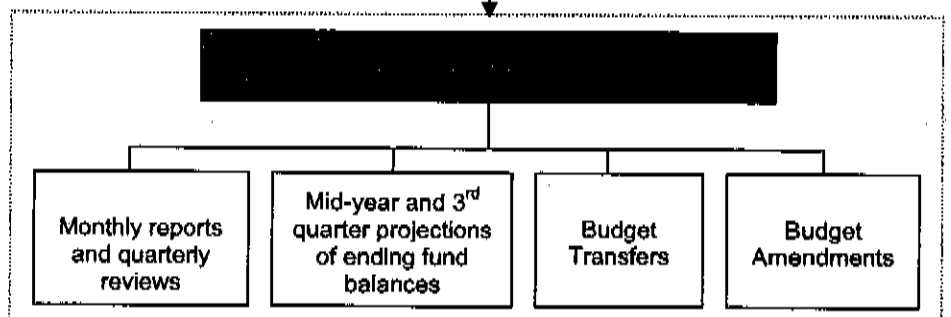 Monthly reports
and quarterly
reviews
Mid-year and 3rd
quarter projections
of ending fund
balances
Budget
Transfers
Budget
Amendments